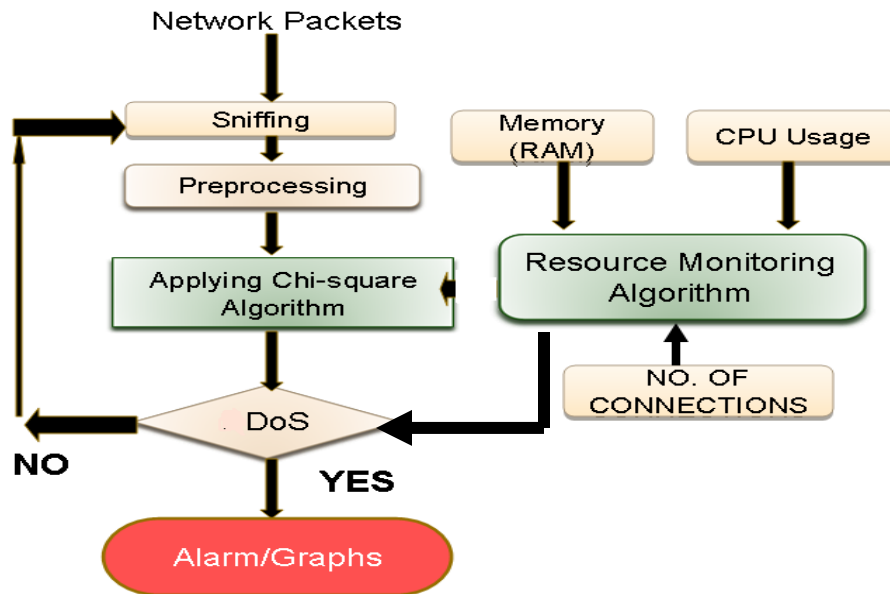 Network Packets
Sniffing
Memory
(RAM)
CPU Usage
Preprocessing
Applying Chi-square
Algorithm
Resource Monitoring
Algorithm
NO. OF
CONNECTIONS
. DoS
NO
YES
Alarm/Graphs